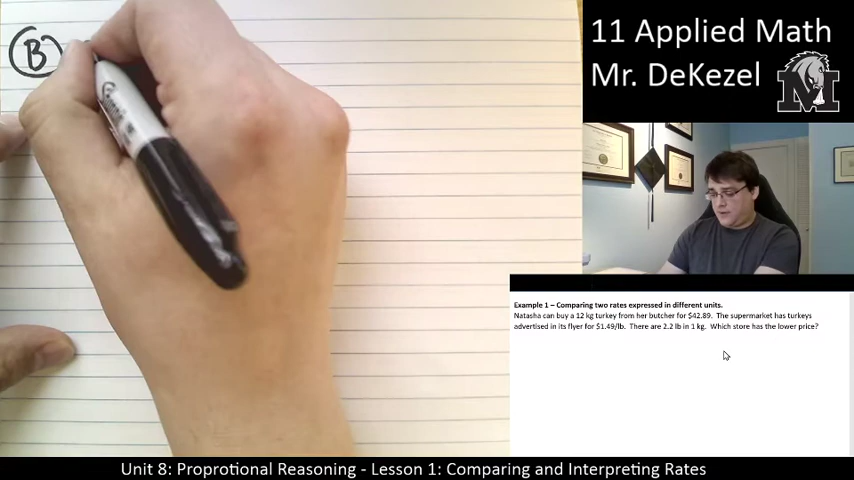 B
11 Applied Math
Mr. DeKezel
M
Example 1 – Comparing two rates expressed in different units.
Natasha can buy a 12 kg turkey from her butcher for $42.89. The supermarket has turkeys
advertised in its flyer for $1.49/lb. There are 2.2 lb in 1 kg. Which store has the lower price?
Unit 8: Proprotional Reasoning - Lesson 1: Comparing and Interpreting Rates